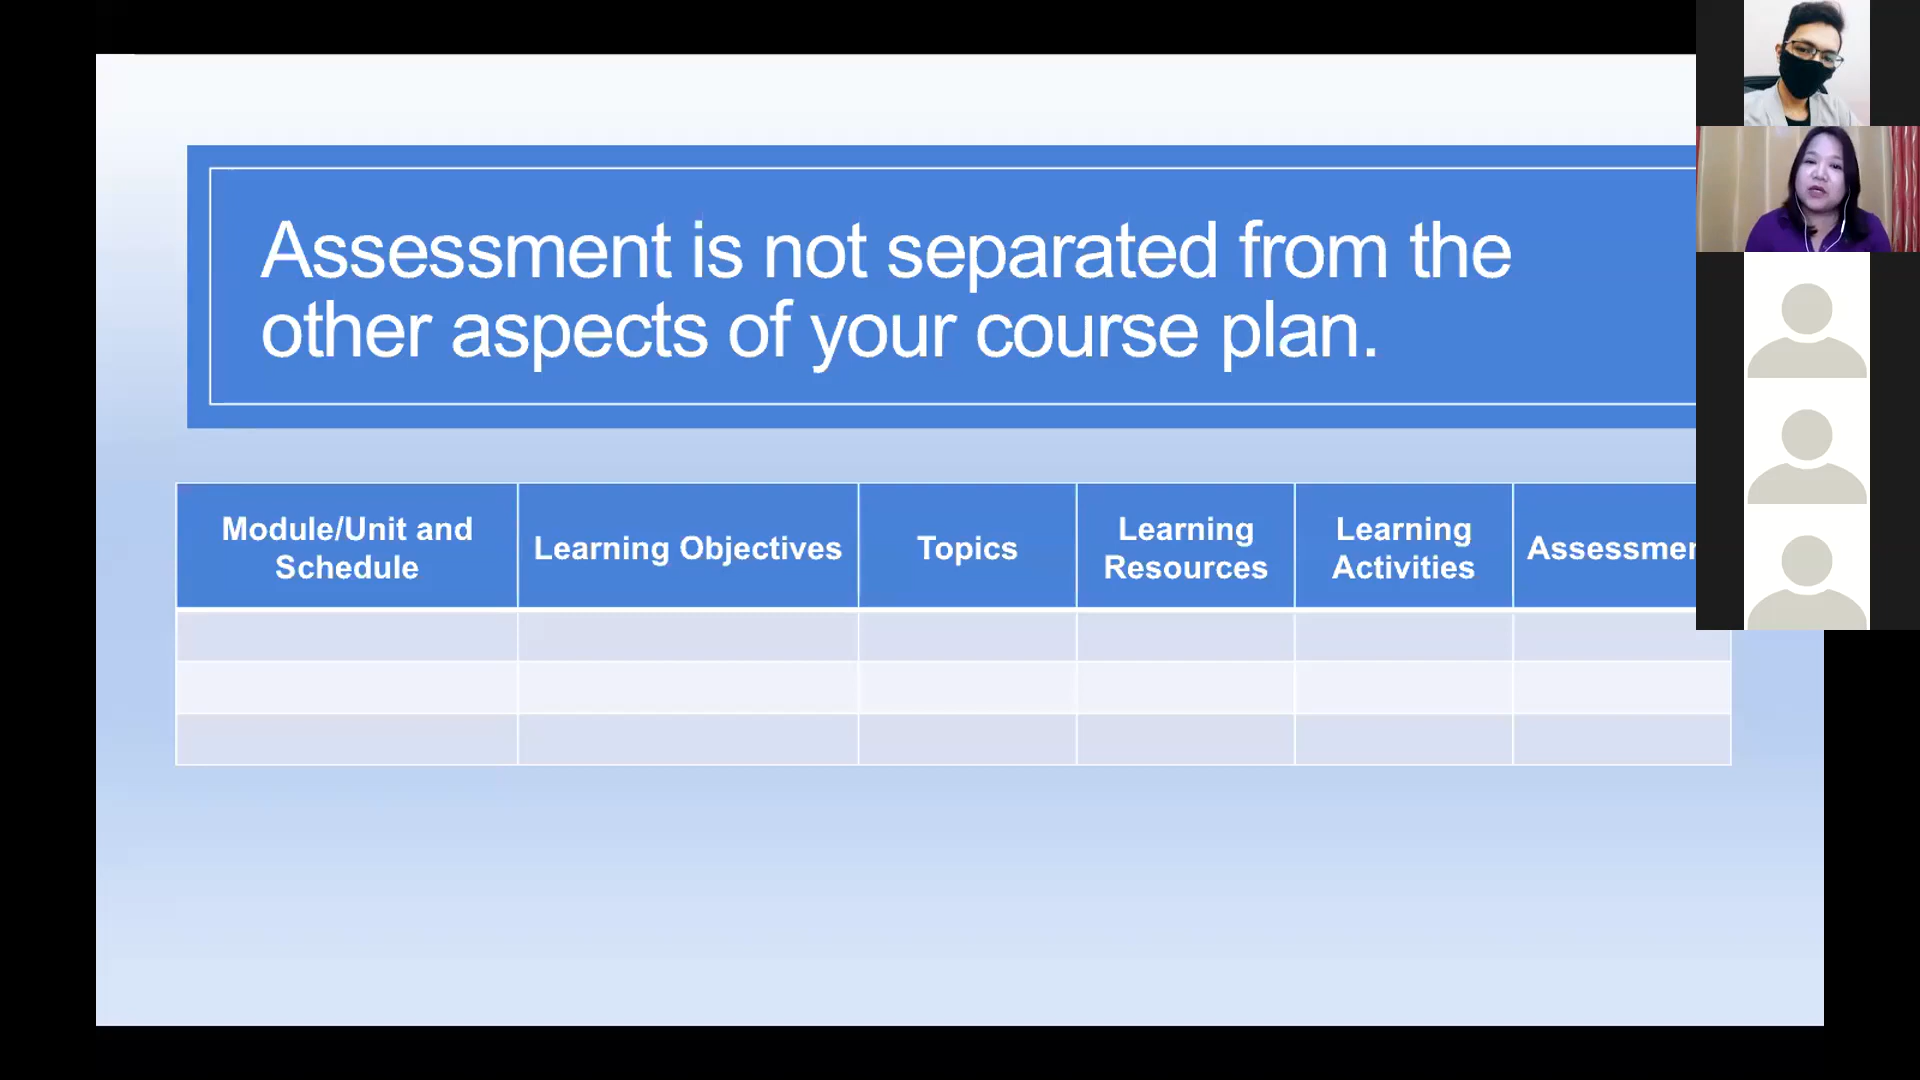 Assessment is not separated from the
other aspects of your course plan.
Module/Unit and
Schedule
Learning Objectives
Topics
Learning
Resources
Learning
Activities
Assessmen